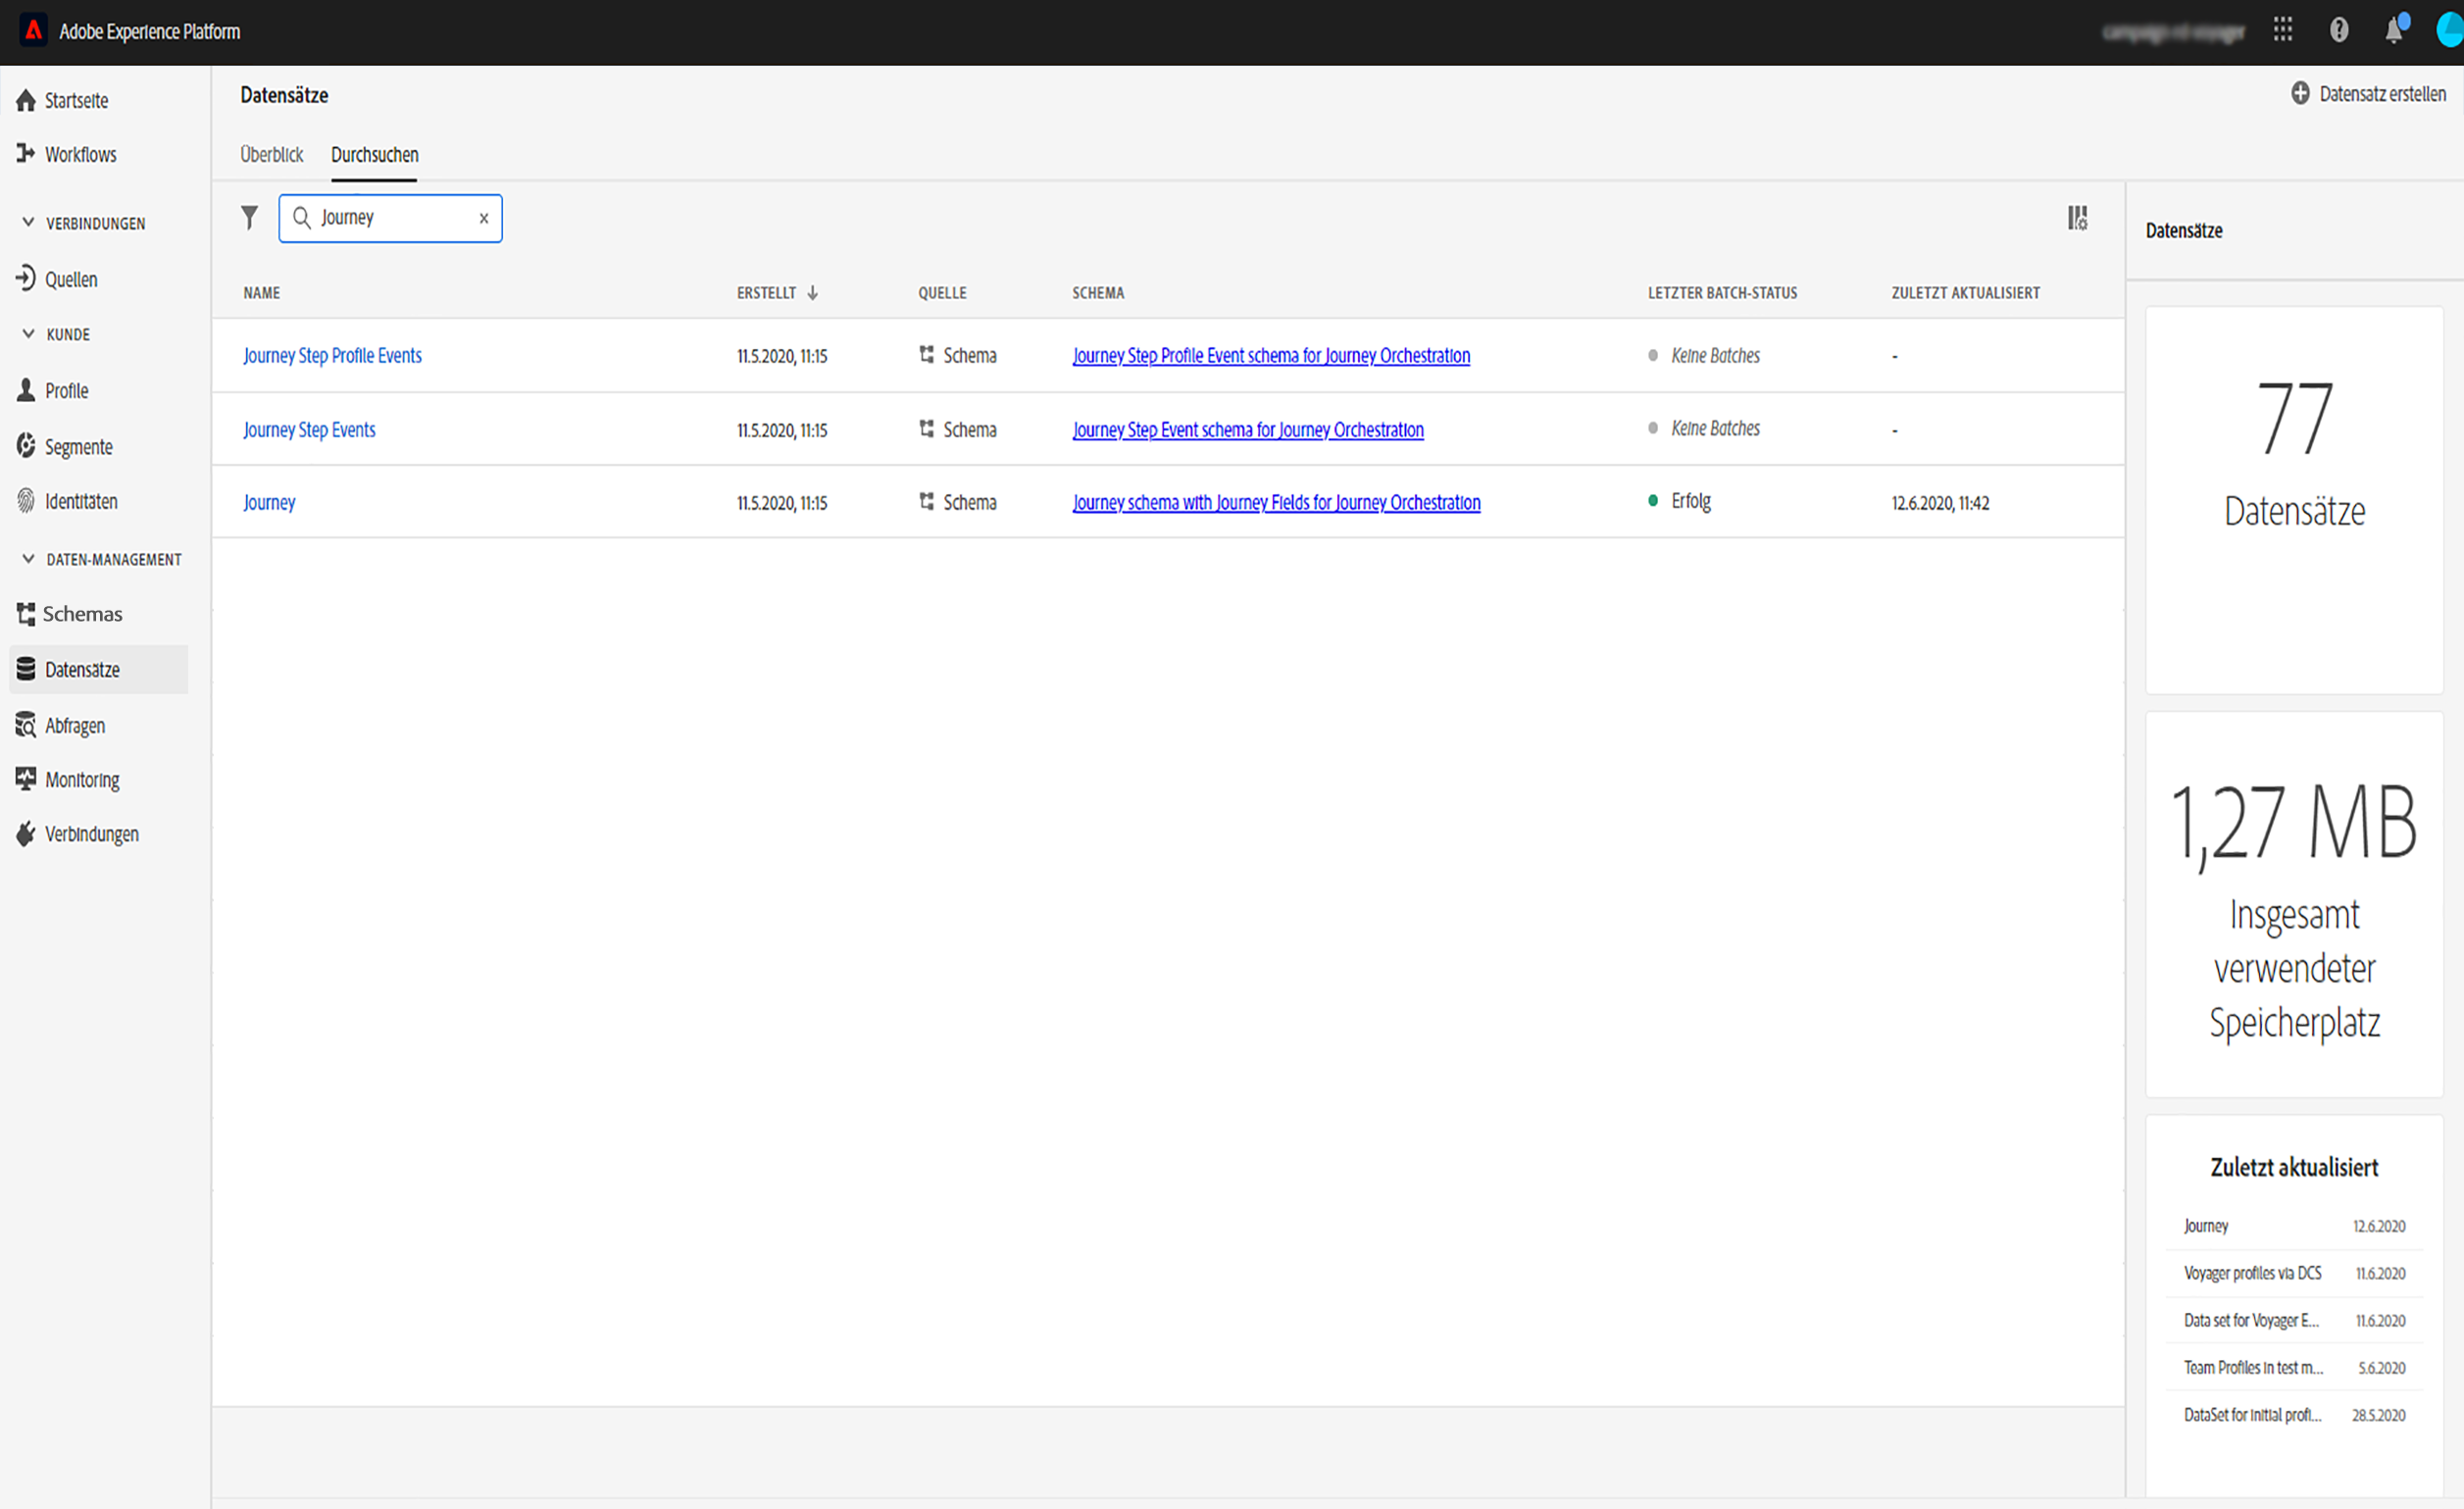 Adobe Experience Platform
Startseite
Workflows
VERBINDUNGEN
Quellen
KUNDE
Profile
Segmente
Identitäten
DATEN-MANAGEMENT
Schemas
Datensätze
Abfragen
Monitoring
Verbindungen
Datensätze
Datensatz erstellen
Überblick Durchsuchen
Journey
NAME ERSTELLT QUELLE SCHEMA LETZTER BATCH-STATUS ZULETZT AKTUALISIERT
Journey Step Profile Events 11.5.2020, 11:15 Schema Journey Step Profile Event schema for Journey Orchestration Keine Batches -
Journey Step Events 11.5.2020, 11:15 Schema Journey Step Event schema for Journey Orchestration Keine Batches -
Journey 11.5.2020, 11:15 Schema Journey schema with Journey Fields for Journey Orchestration Erfolg 12.6.2020, 11:42
Datensätze
77
Datensätze
1,27 MB
Insgesamt
verwendeter
Speicherplatz
Zuletzt aktualisiert
Journey 12.6.2020
Voyager profiles via DCS 11.6.2020
Data set for Voyager E... 11.6.2020
Team Profiles in test m... 5.6.2020
DataSet for initial profi... 28.5.2020